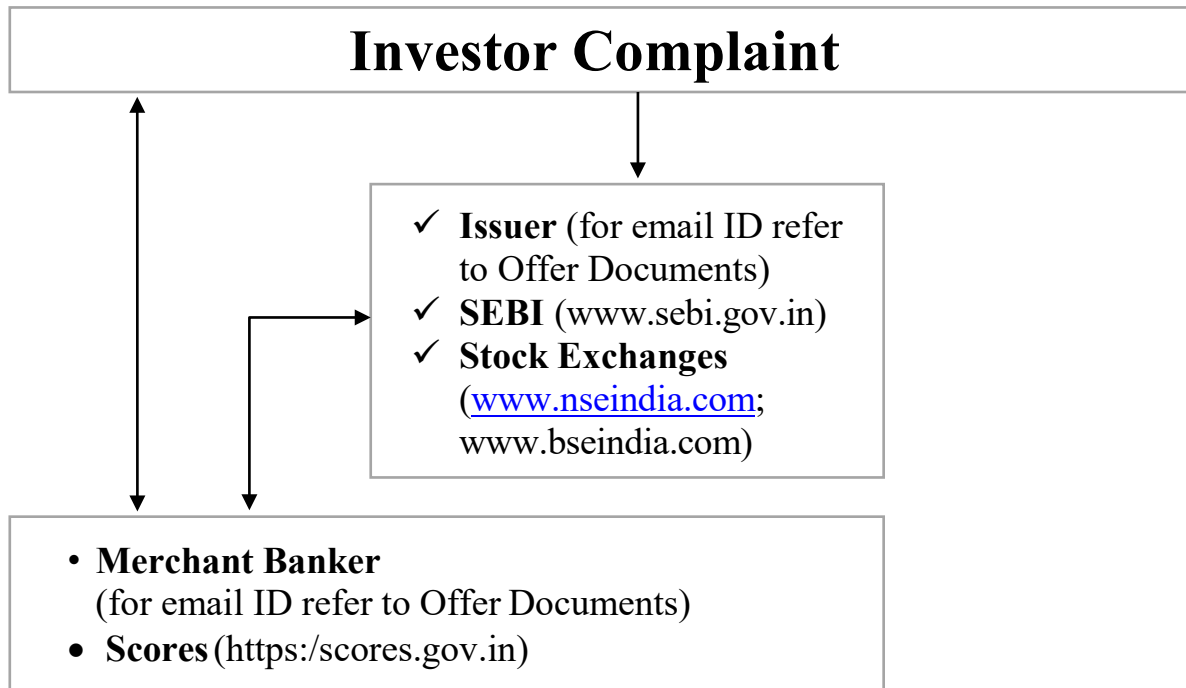 Investor Complaint
✓ Issuer (for email ID refer
to Offer Documents)
✓ SEBI (www.sebi.gov.in)
✓ Stock Exchanges
(www.nseindia.com;
www.bseindia.com)
• Merchant Banker
(for email ID refer to Offer Documents)
• Scores (https:/scores.gov.in)